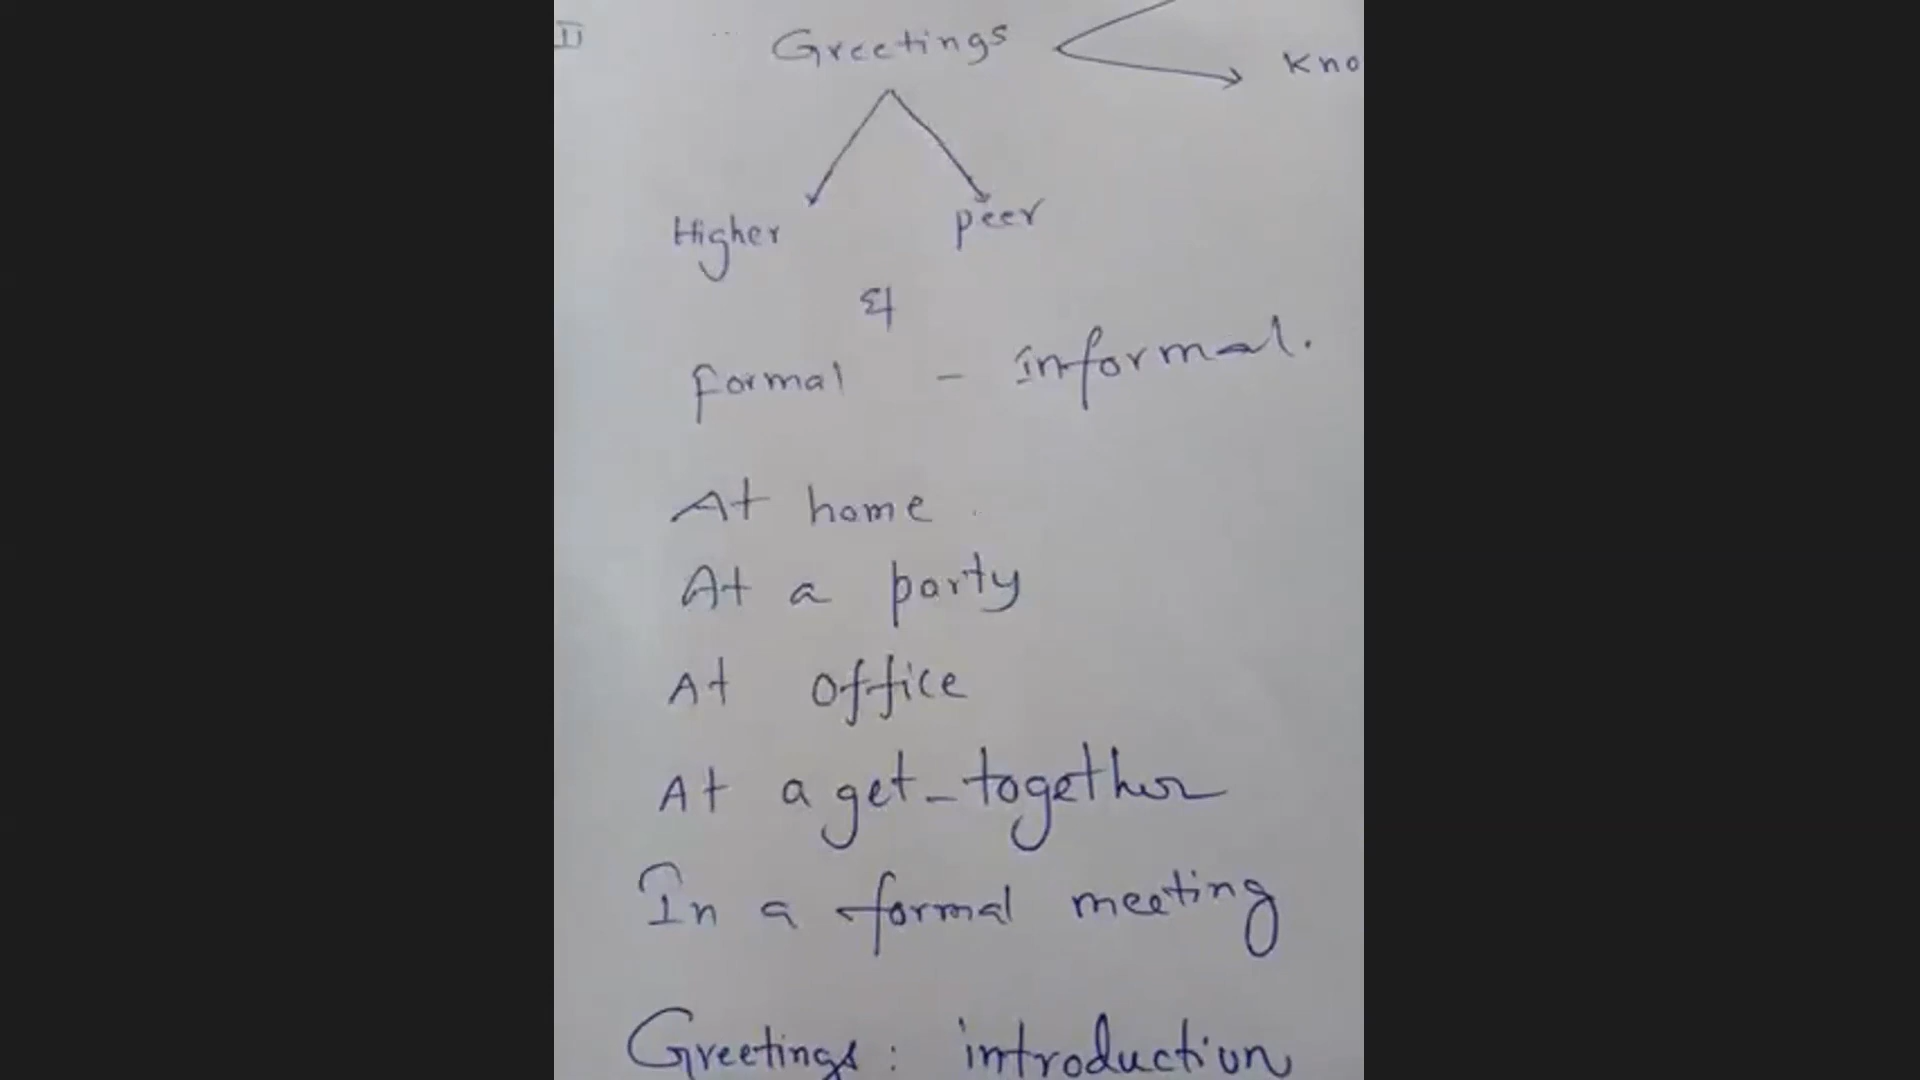 II Greetings
Kno
Higher peer
&
formal - informal.
At home
At a party
At office
At a get-together
In a formal meeting
Greetings: introduction